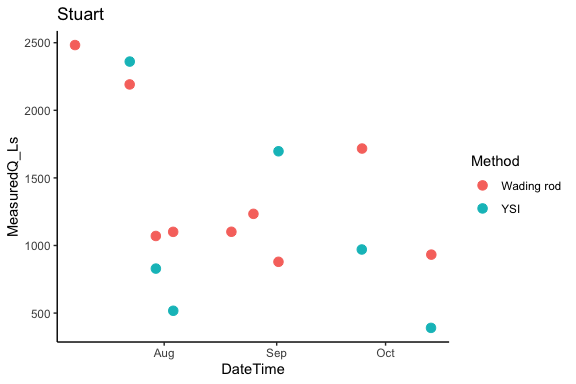 Stuart
MeasuredQ_Ls
2500
2000
1500
1000
500
Aug Sep Oct
DateTime
Method
Wading rod
YSI